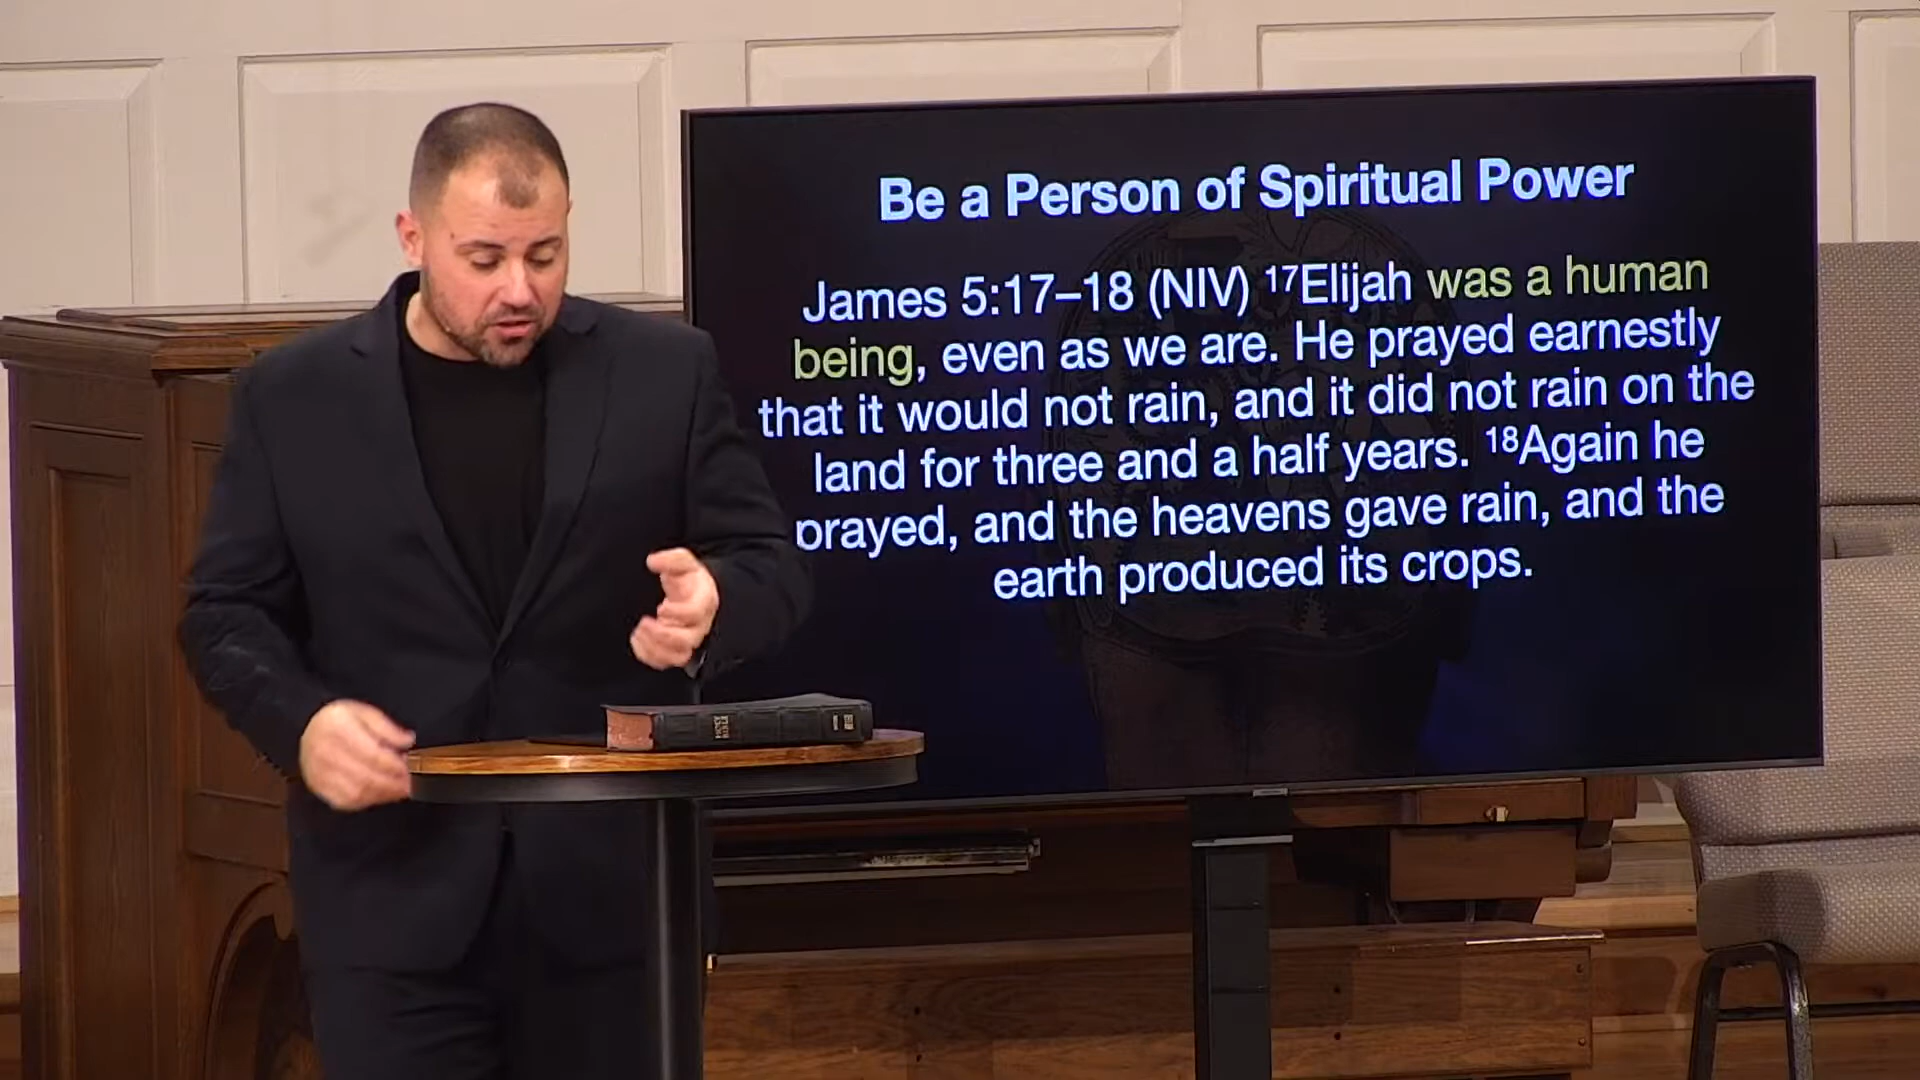 Be a Person of Spiritual Power
James 5:17–18 (NIV) ¹⁷Elijah was a human
being, even as we are. He prayed earnestly
that it would not rain, and it did not rain on the
land for three and a half years. ¹⁸Again he
prayed, and the heavens gave rain, and the
earth produced its crops.
HOLY
BIBLE